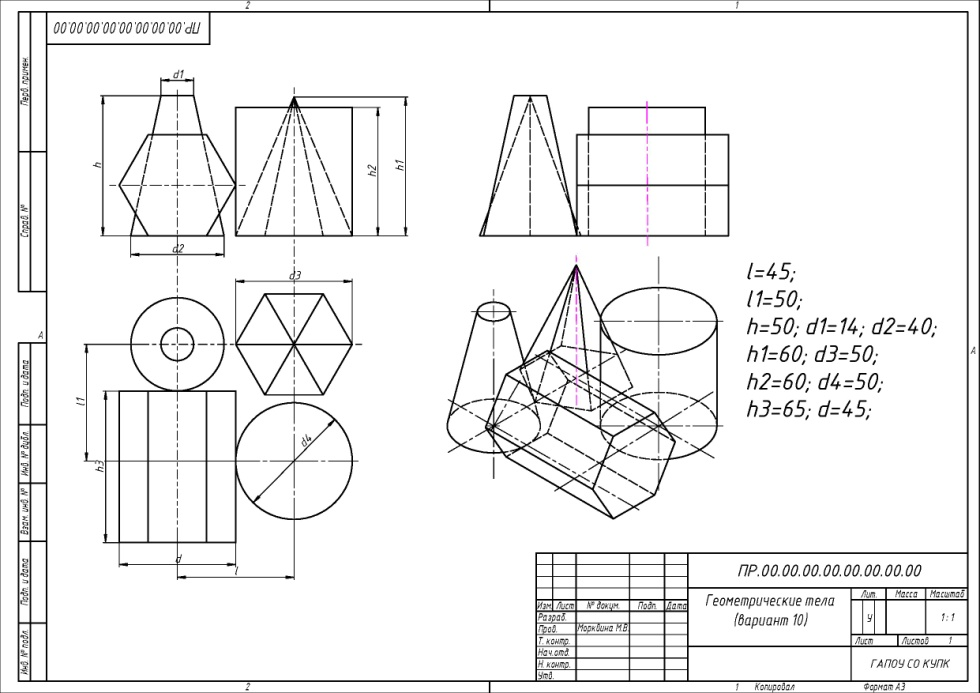 2
1
ПР.00.00.00.00.00.00.00.00
Перв. примен.
Справ. №
Подп. и дата
Инв. № дубл.
Взам. инв. №
Подп. и дата
Инв. № подл.
А
А
d1
h
d2
h2
h1
d3
l1
d4
h3
d
l
l=45;
l1=50;
h=50; d1=14; d2=40;
h1=60; d3=50;
h2=60; d4=50;
h3=65; d=45;
ПР.00.00.00.00.00.00.00.00
Изм. Лист № докум. Подп. Дата
Разраб.
Пров. Морквина М.В.
Т. контр.
Нач.отд.
Н. контр.
Утв.
Геометрические тела
(вариант 10)
Лит. Масса Масштаб
У 1:1
Лист Листов 1
ГАПОУ СО КУПК
2
1
Копировал
Формат А3